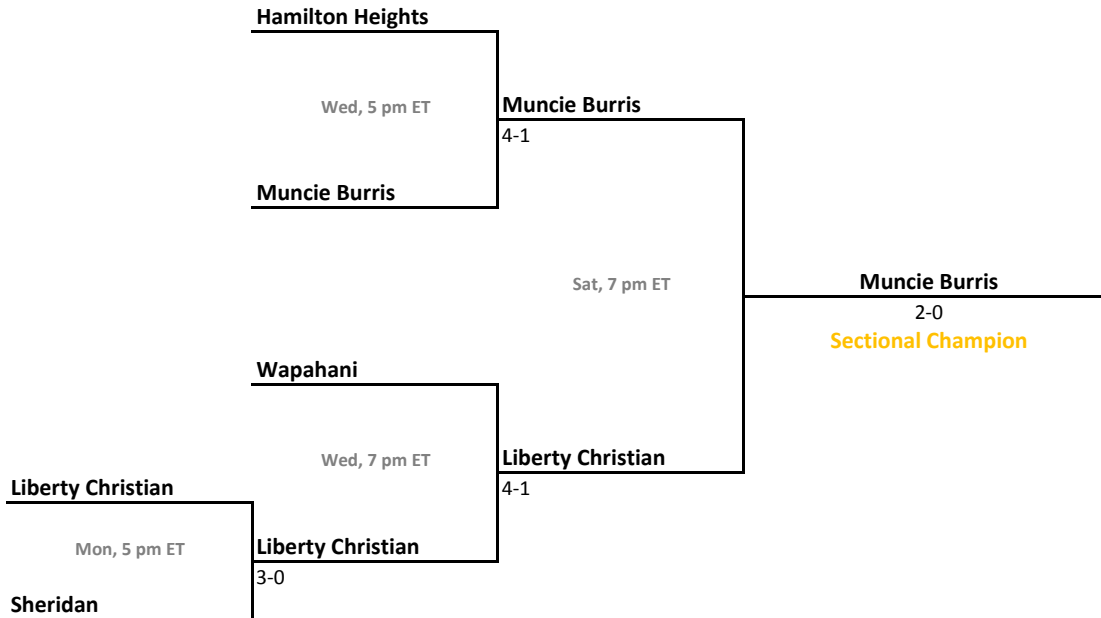 Hamilton Heights
Wed, 5 pm ET
Muncie Burris
4-1
Muncie Burris
Sat, 7 pm ET
Muncie Burris
2-0
Sectional Champion
Wapahani
Wed, 7 pm ET
Liberty Christian
4-1
Liberty Christian
Mon, 5 pm ET
Liberty Christian
3-0
Sheridan